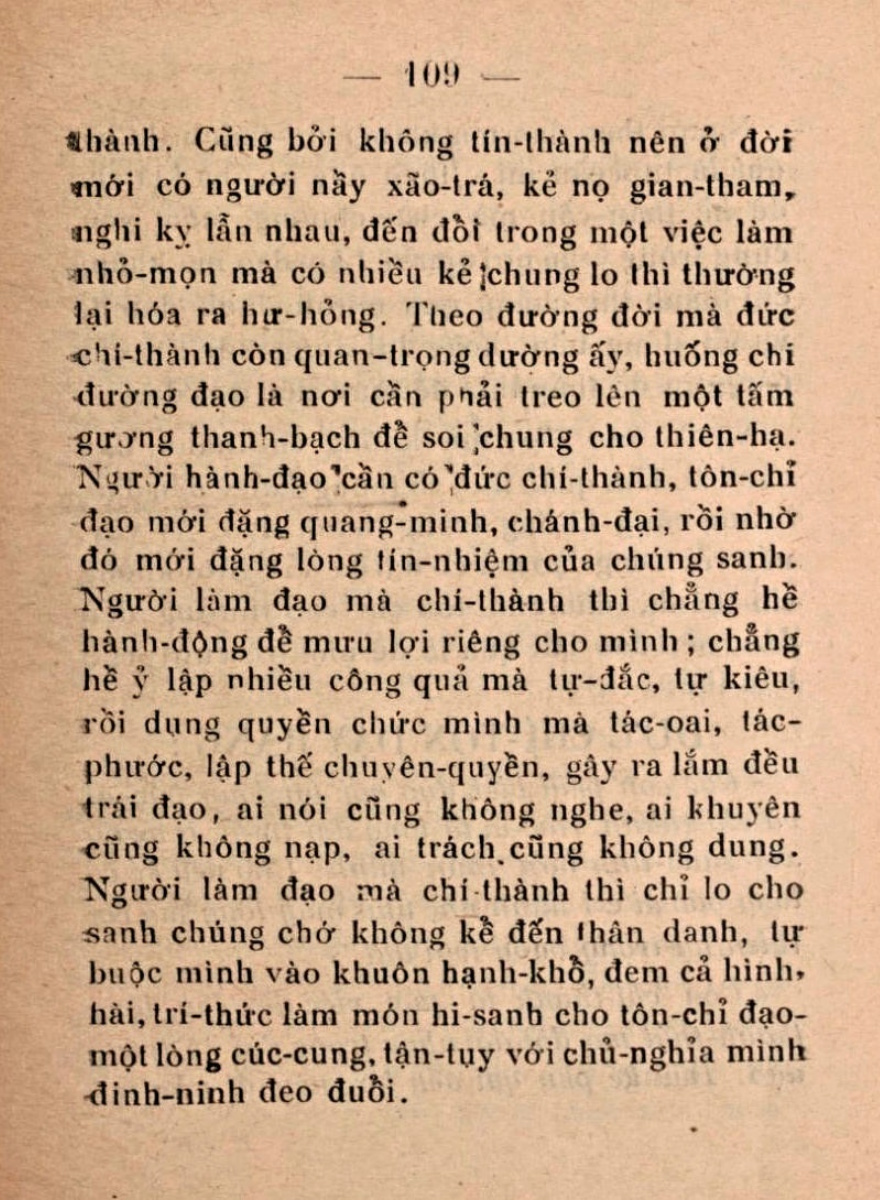 — 109 —
thành. Cũng bởi không tín-thành nên ở đời
mới có người nầy xão-trá, kẻ nọ gian-tham,
nghi kỵ lẫn nhau, đến đỗi trong một việc làm
nhỏ-mọn mà có nhiều kẻ chung lo thì thường
lại hóa ra hư-hỏng. Theo đường đời mà đức
chí-thành còn quan-trọng dường ấy, huống chi
đường đạo là nơi cần phải treo lên một tấm
gương thanh-bạch để soi chung cho thiên-hạ.
Người hành-đạo cần có đức chí-thành, tôn-chỉ
đạo mới đặng quang-minh, chánh-đại, rồi nhờ
đó mới đặng lòng tín-nhiệm của chúng sanh.
Người làm đạo mà chí-thành thì chẳng hề
hành-động để mưu lợi riêng cho mình ; chẳng
hề ỷ lập nhiều công quả mà tự-đắc, tự kiêu,
rồi dụng quyền chức mình mà tác-oai, tác-
phước, lập thế chuyên-quyền, gây ra lắm đều
trái đạo, ai nói cũng không nghe, ai khuyên
cũng không nạp, ai trách cũng không dung.
Người làm đạo mà chí-thành thì chỉ lo cho
sanh chúng chớ không kể đến thân danh, tự
buộc mình vào khuôn hạnh-khổ, đem cả hình,
hài, trí-thức làm món hi-sanh cho tôn-chỉ đạo-
một lòng cúc-cung, tận-tụy với chủ-nghĩa mình
đinh-ninh đeo đuổi.